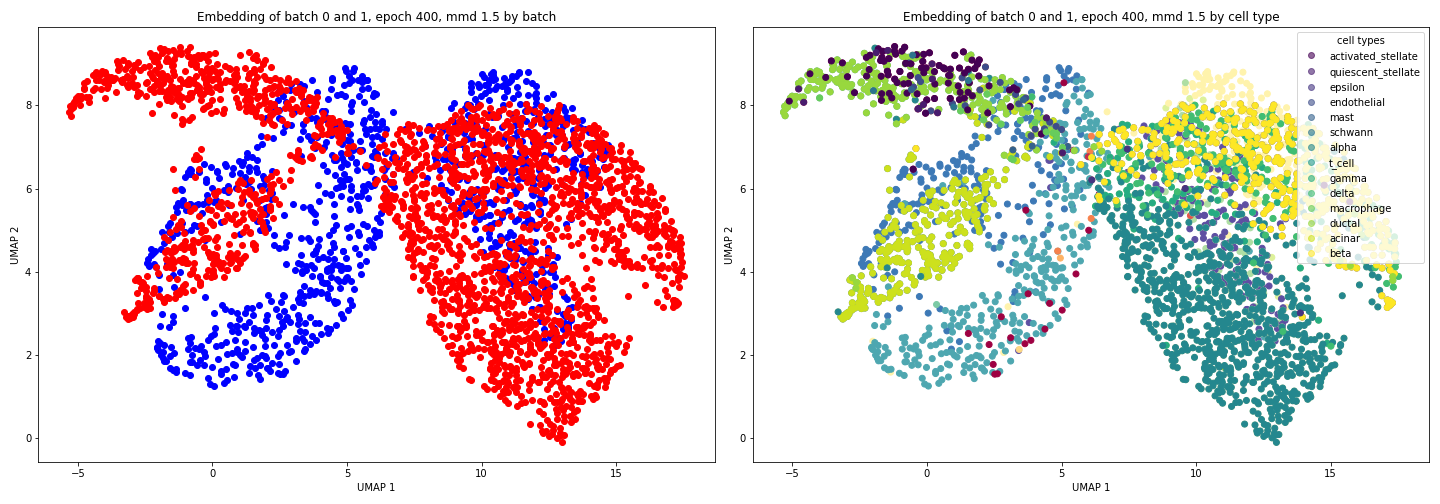 Embedding of batch 0 and 1, epoch 400, mmd 1.5 by batch
8
6
4
2
0
UMAP 2
−5
0
5
10
15
UMAP 1
Embedding of batch 0 and 1, epoch 400, mmd 1.5 by cell type
8
6
4
2
0
UMAP 2
−5
0
5
10
15
UMAP 1
cell types
activated_stellate
quiescent_stellate
epsilon
endothelial
mast
schwann
alpha
t_cell
gamma
delta
macrophage
ductal
acinar
beta